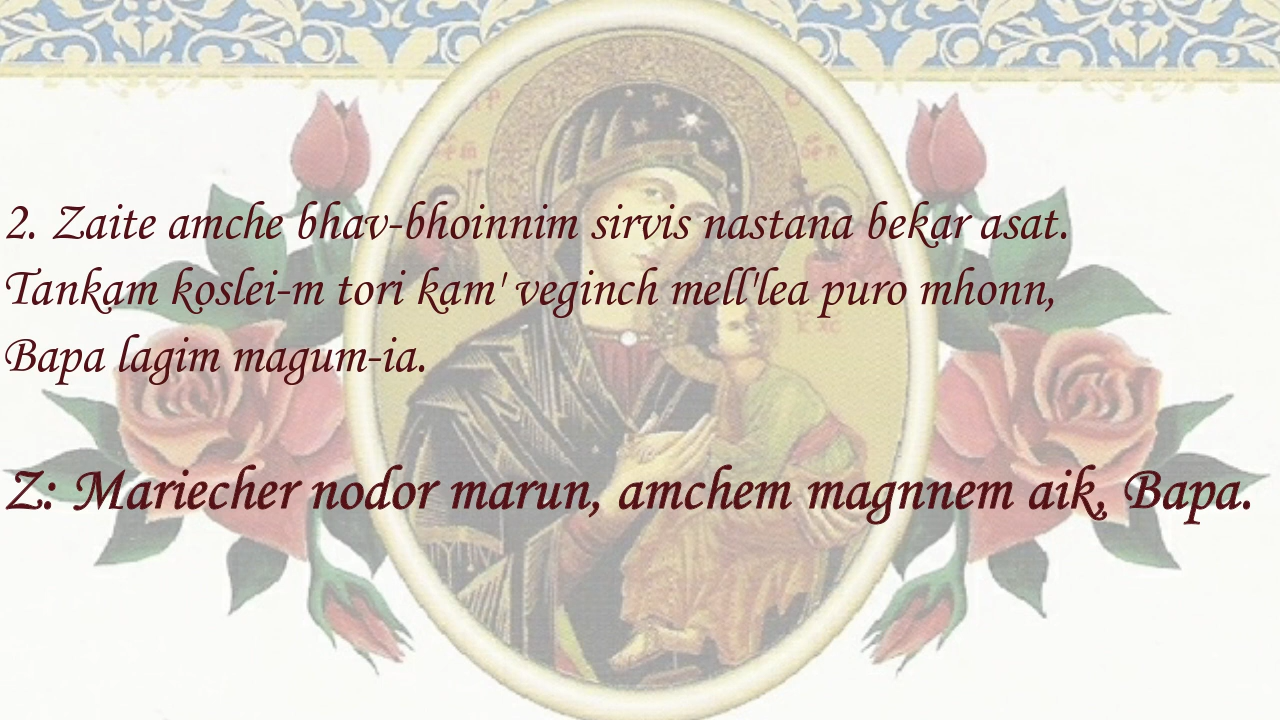 2. Zaite amche bhav-bhoinnim sirvis nastana bekar asat.
Tankam koslei-m tori kam' veginch mell'lea puro mhonn,
Bapa lagim magum-ia.
Z: Mariecher nodor marun, amchem magnnem aik, Bapa.